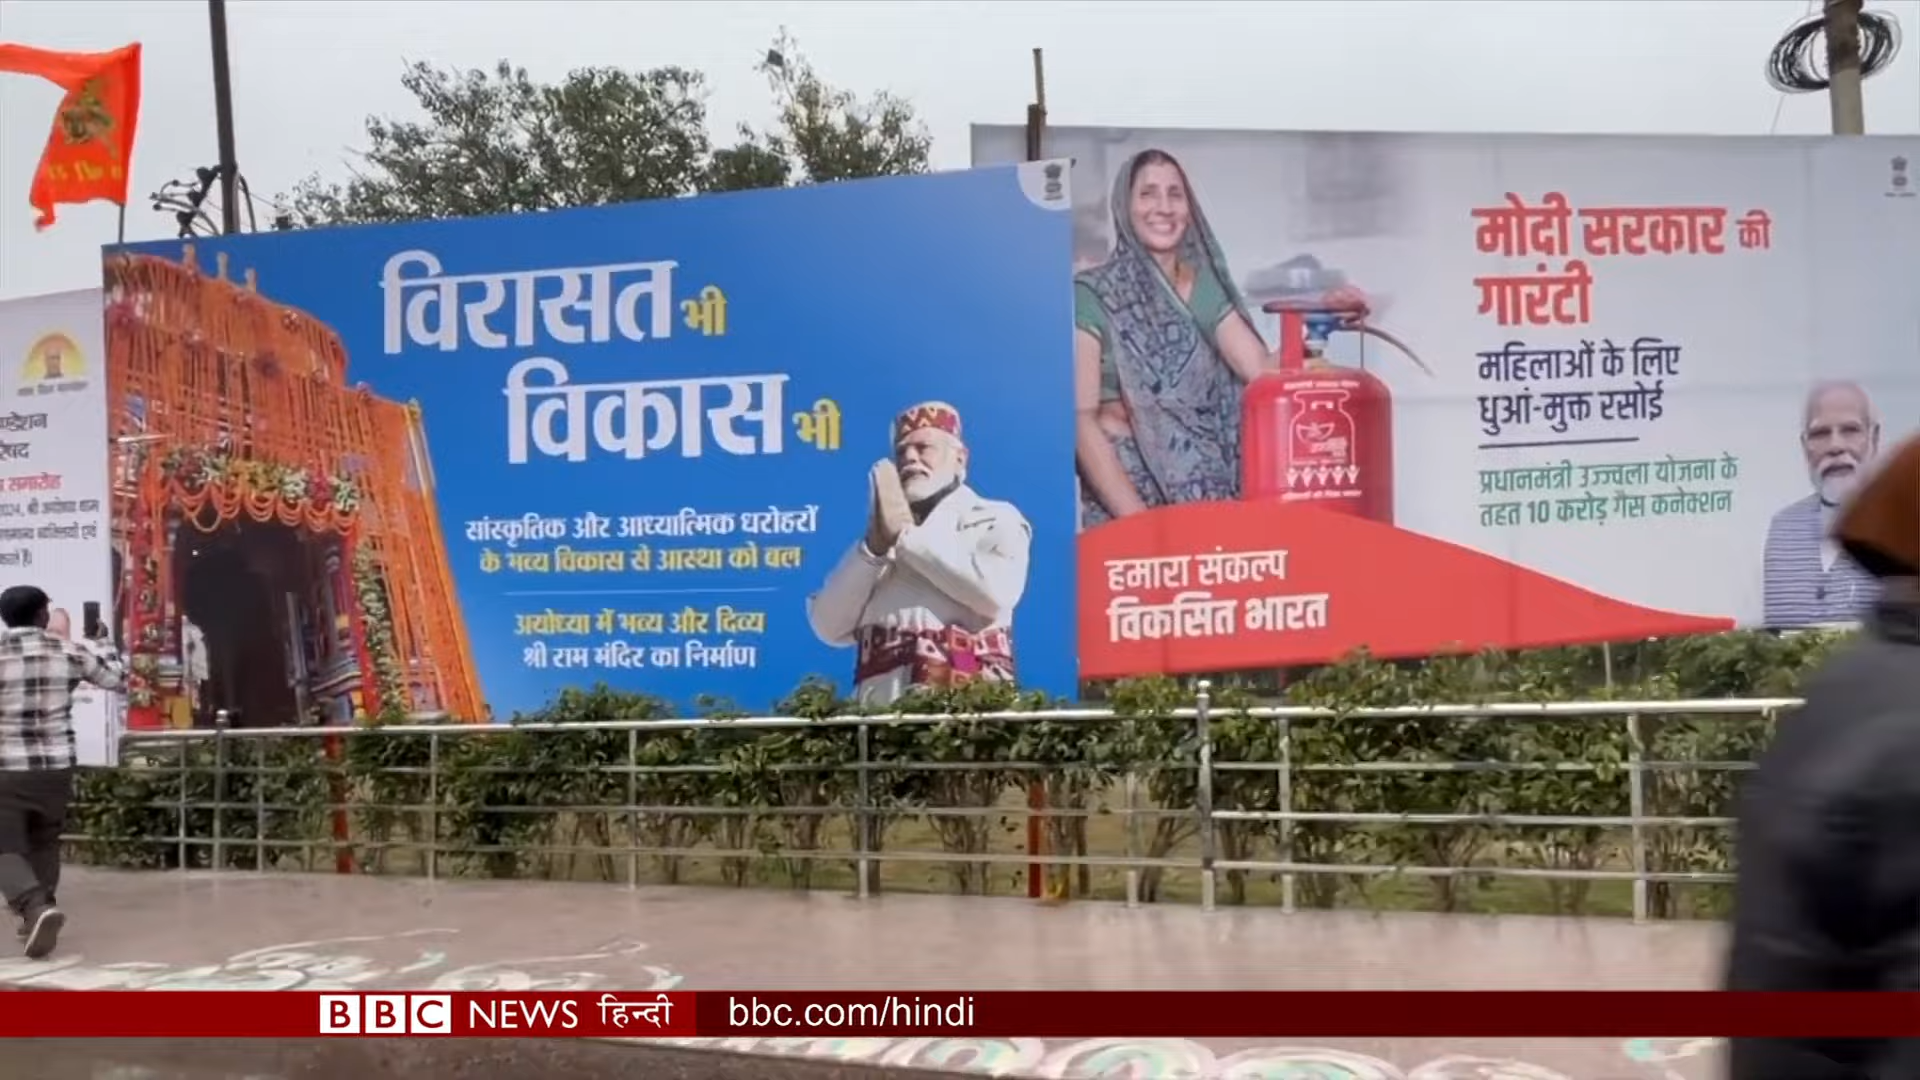 विरासत भी
विकास भी
सांस्कृतिक और आध्यात्मिक धरोहरों
के भव्य विकास से आस्था को बल
अयोध्या में भव्य और दिव्य
श्री राम मंदिर का निर्माण
मोदी सरकार की
गारंटी
महिलाओं के लिए
धुआं-मुक्त रसोई
प्रधानमंत्री उज्ज्वला योजना के
तहत 10 करोड़ गैस कनेक्शन
हमारा संकल्प
विकसित भारत
BBC NEWS हिन्दी bbc.com/hindi